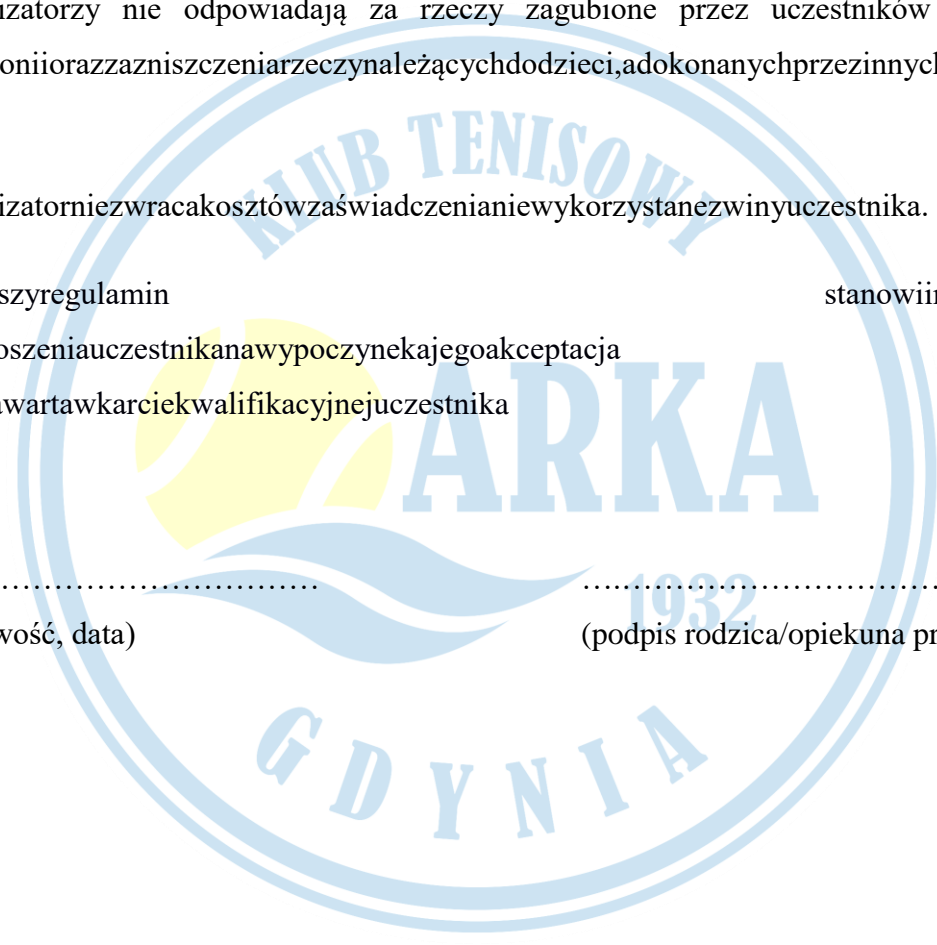 izatorzy nie odpowiadają za rzeczy zagubione przez uczestników
oniiorazzazniszczeniarzeczynależącychdodzieci,adokonanychprzezinnych
KLUB TENISOWY
izatorniezwracakosztówzaświadczenianiewykorzystanezwinyuczestnika.
szyregulamin stanowiin
oszeniauczestnikanawypoczynekajegoakceptacja
awartawkarciekwalifikacyjnejuczestnika
ARKA
…………………………………. …………………………………
1932
wość, data) (podpis rodzica/opiekuna pr
GDYNIA